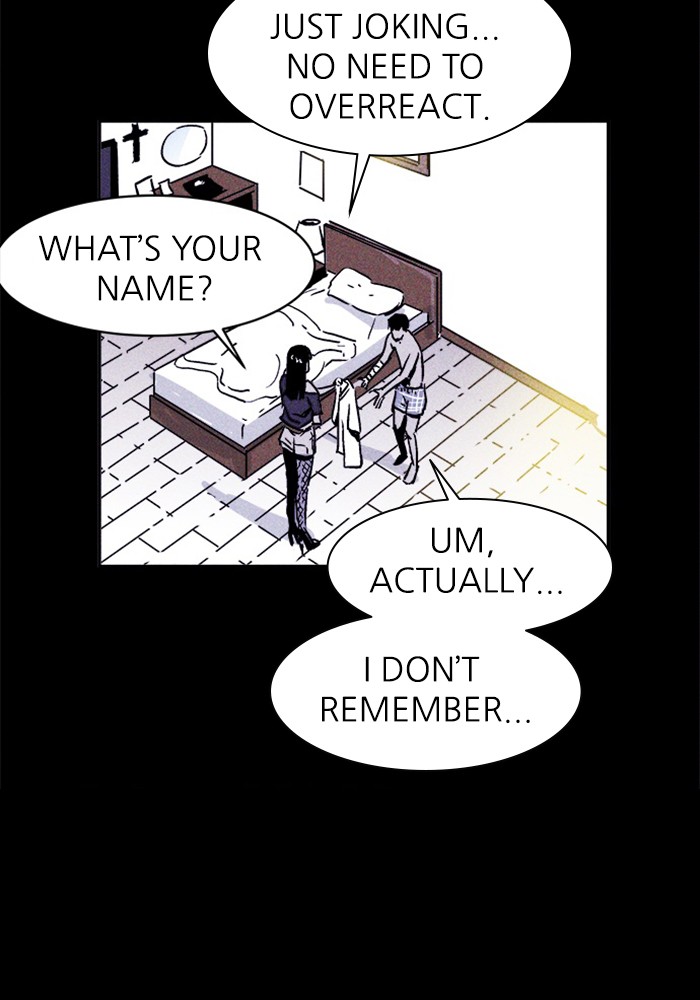 JUST JOKING...
NO NEED TO
OVERREACT.
WHAT'S YOUR
NAME?
UM,
ACTUALLY...
I DON'T
REMEMBER...